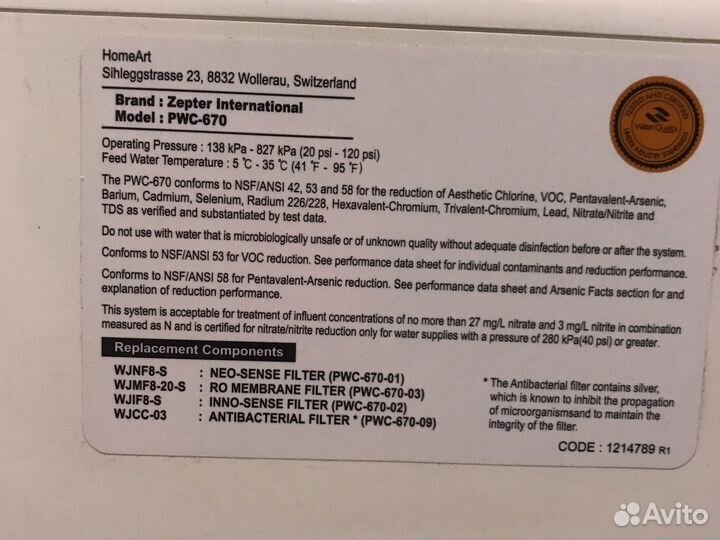 HomeArt
Sihleggstrasse 23, 8832 Wollerau, Switzerland
Brand : Zepter International
Model : PWC-670
Operating Pressure : 138 kPa - 827 kPa (20 psi - 120 psi)
Feed Water Temperature : 5 ℃ - 35 ℃ (41 ℉ - 95 ℉)
The PWC-670 conforms to NSF/ANSI 42, 53 and 58 for the reduction of Aesthetic Chlorine, VOC, Pentavalent-Arsenic,
Barium, Cadmium, Selenium, Radium 226/228, Hexavalent-Chromium, Trivalent-Chromium, Lead, Nitrate/Nitrite and
TDS as verified and substantiated by test data.
Do not use with water that is microbiologically unsafe or of unknown quality without adequate disinfection before or after the system.
Conforms to NSF/ANSI 53 for VOC reduction. See performance data sheet for individual contaminants and reduction performance.
Conforms to NSF/ANSI 58 for Pentavalent-Arsenic reduction. See performance data sheet and Arsenic Facts section for and
explanation of reduction performance.
This system is acceptable for treatment of influent concentrations of no more than 27 mg/L nitrate and 3 mg/L nitrite in combination
measured as N and is certified for nitrate/nitrite reduction only for water supplies with a pressure of 280 kPa(40 psi) or greater.
Replacement Components
WJNF8-S : NEO-SENSE FILTER (PWC-670-01)
WJMF8-20-S : RO MEMBRANE FILTER (PWC-670-03)
WJIF8-S : INNO-SENSE FILTER (PWC-670-02)
WJCC-03 : ANTIBACTERIAL FILTER * (PWC-670-09)
* The Antibacterial filter contains silver,
which is known to inhibit the propagation
of microorganismsand to maintain the
integrity of the filter.
CODE : 1214789 R1
TESTED AND CERTIFIED
Water Quality
UNDER INDUSTRY STANDARDS
Avito